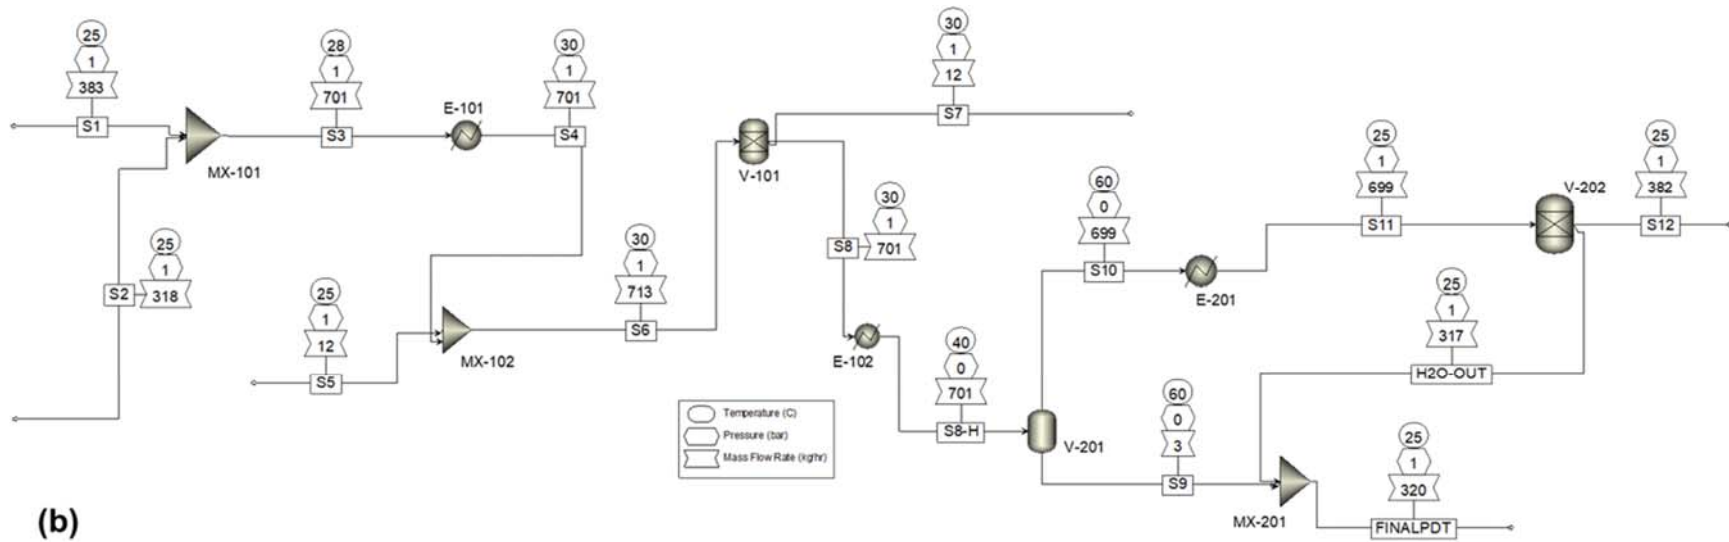 25
1
383
S1
28
1
701
S3
E-101
30
1
701
S4
MX-101
25
1
318
S2
25
1
12
S5
MX-102
30
1
713
S6
V-101
30
1
12
S7
30
1
701
S8
E-102
40
0
701
S8-H
V-201
60
0
699
S10
E-201
25
1
699
S11
V-202
25
1
382
S12
25
1
317
H2O-OUT
60
0
3
S9
MX-201
25
1
320
FINALPDT
Temperature (C)
Pressure (bar)
Mass Flow Rate (kg/hr)
(b)